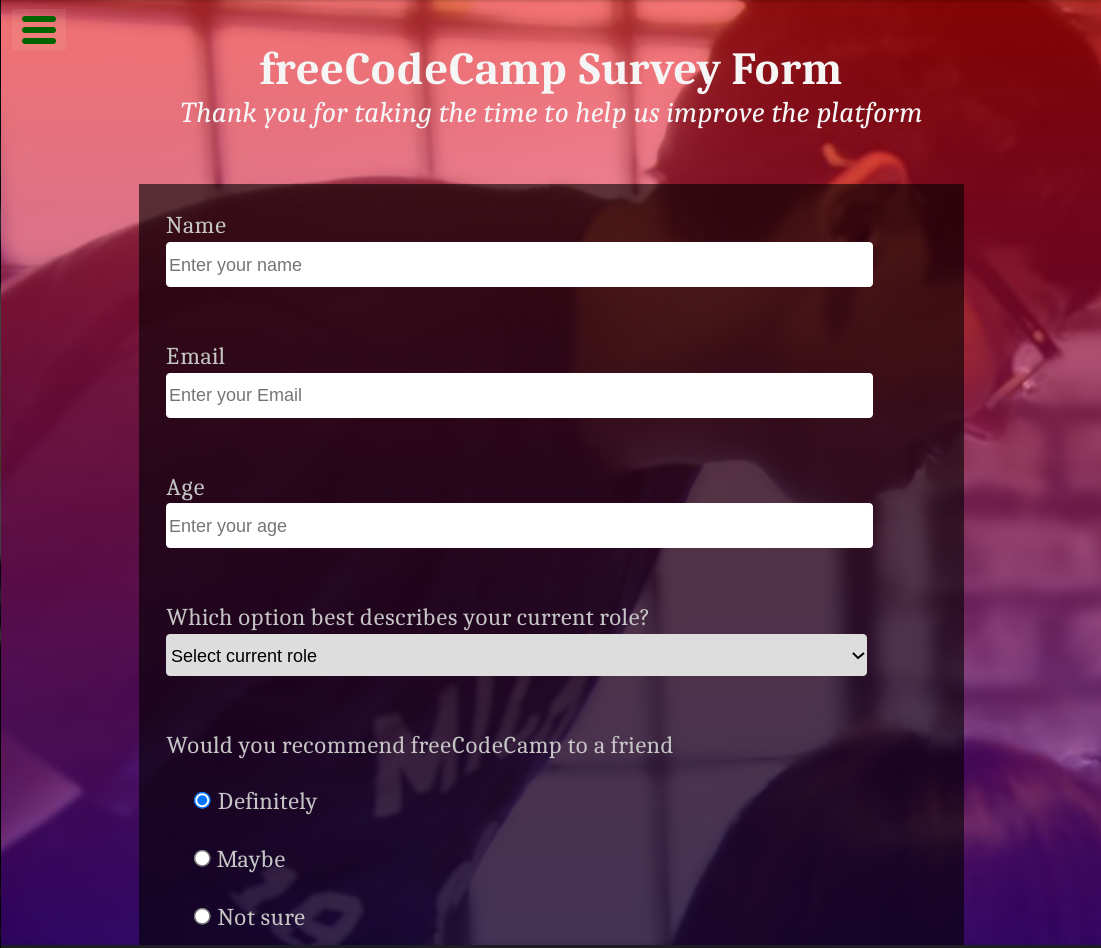 freeCodeCamp Survey Form
Thank you for taking the time to help us improve the platform
Name
Enter your name
Email
Enter your Email
Age
Enter your age
Which option best describes your current role?
Select current role
Would you recommend freeCodeCamp to a friend
Definitely
Maybe
Not sure